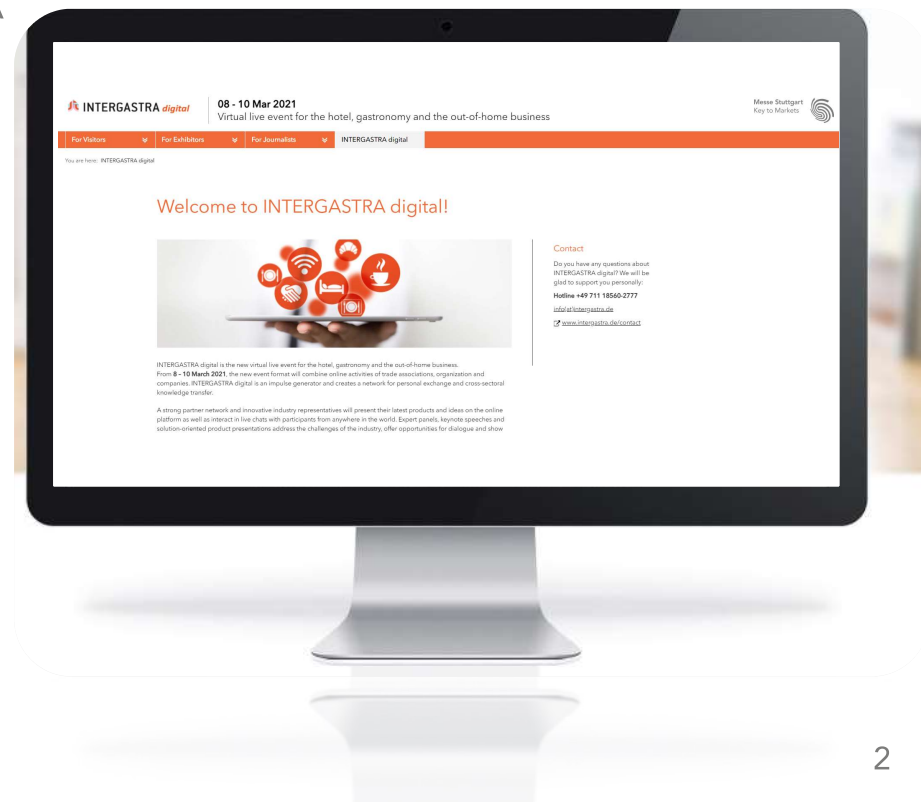 INTERGASTRA digital
08 - 10 Mar 2021
Virtual live event for the hotel, gastronomy and the out-of-home business
Messe Stuttgart
Key to Markets
For Visitors For Exhibitors For Journalists INTERGASTRA digital
You are here: INTERGASTRA digital
Welcome to INTERGASTRA digital!
INTERGASTRA digital is the new virtual live event for the hotel, gastronomy and the out-of-home business.
From 8 – 10 March 2021, the new event format will combine online activities of trade associations, organization and
companies. INTERGASTRA digital is an impulse generator and creates a network for personal exchange and cross-sectoral
knowledge transfer.
A strong partner network and innovative industry representatives will present their latest products and ideas on the online
platform as well as interact in live chats with participants from anywhere in the world. Expert panels, keynote speeches and
solution-oriented product presentations address the challenges of the industry, offer opportunities for dialogue and show
Contact
Do you have any questions about
INTERGASTRA digital? We will be
glad to support you personally:
Hotline +49 711 18560-2777
info(at)intergastra.de
www.intergastra.de/contact
2